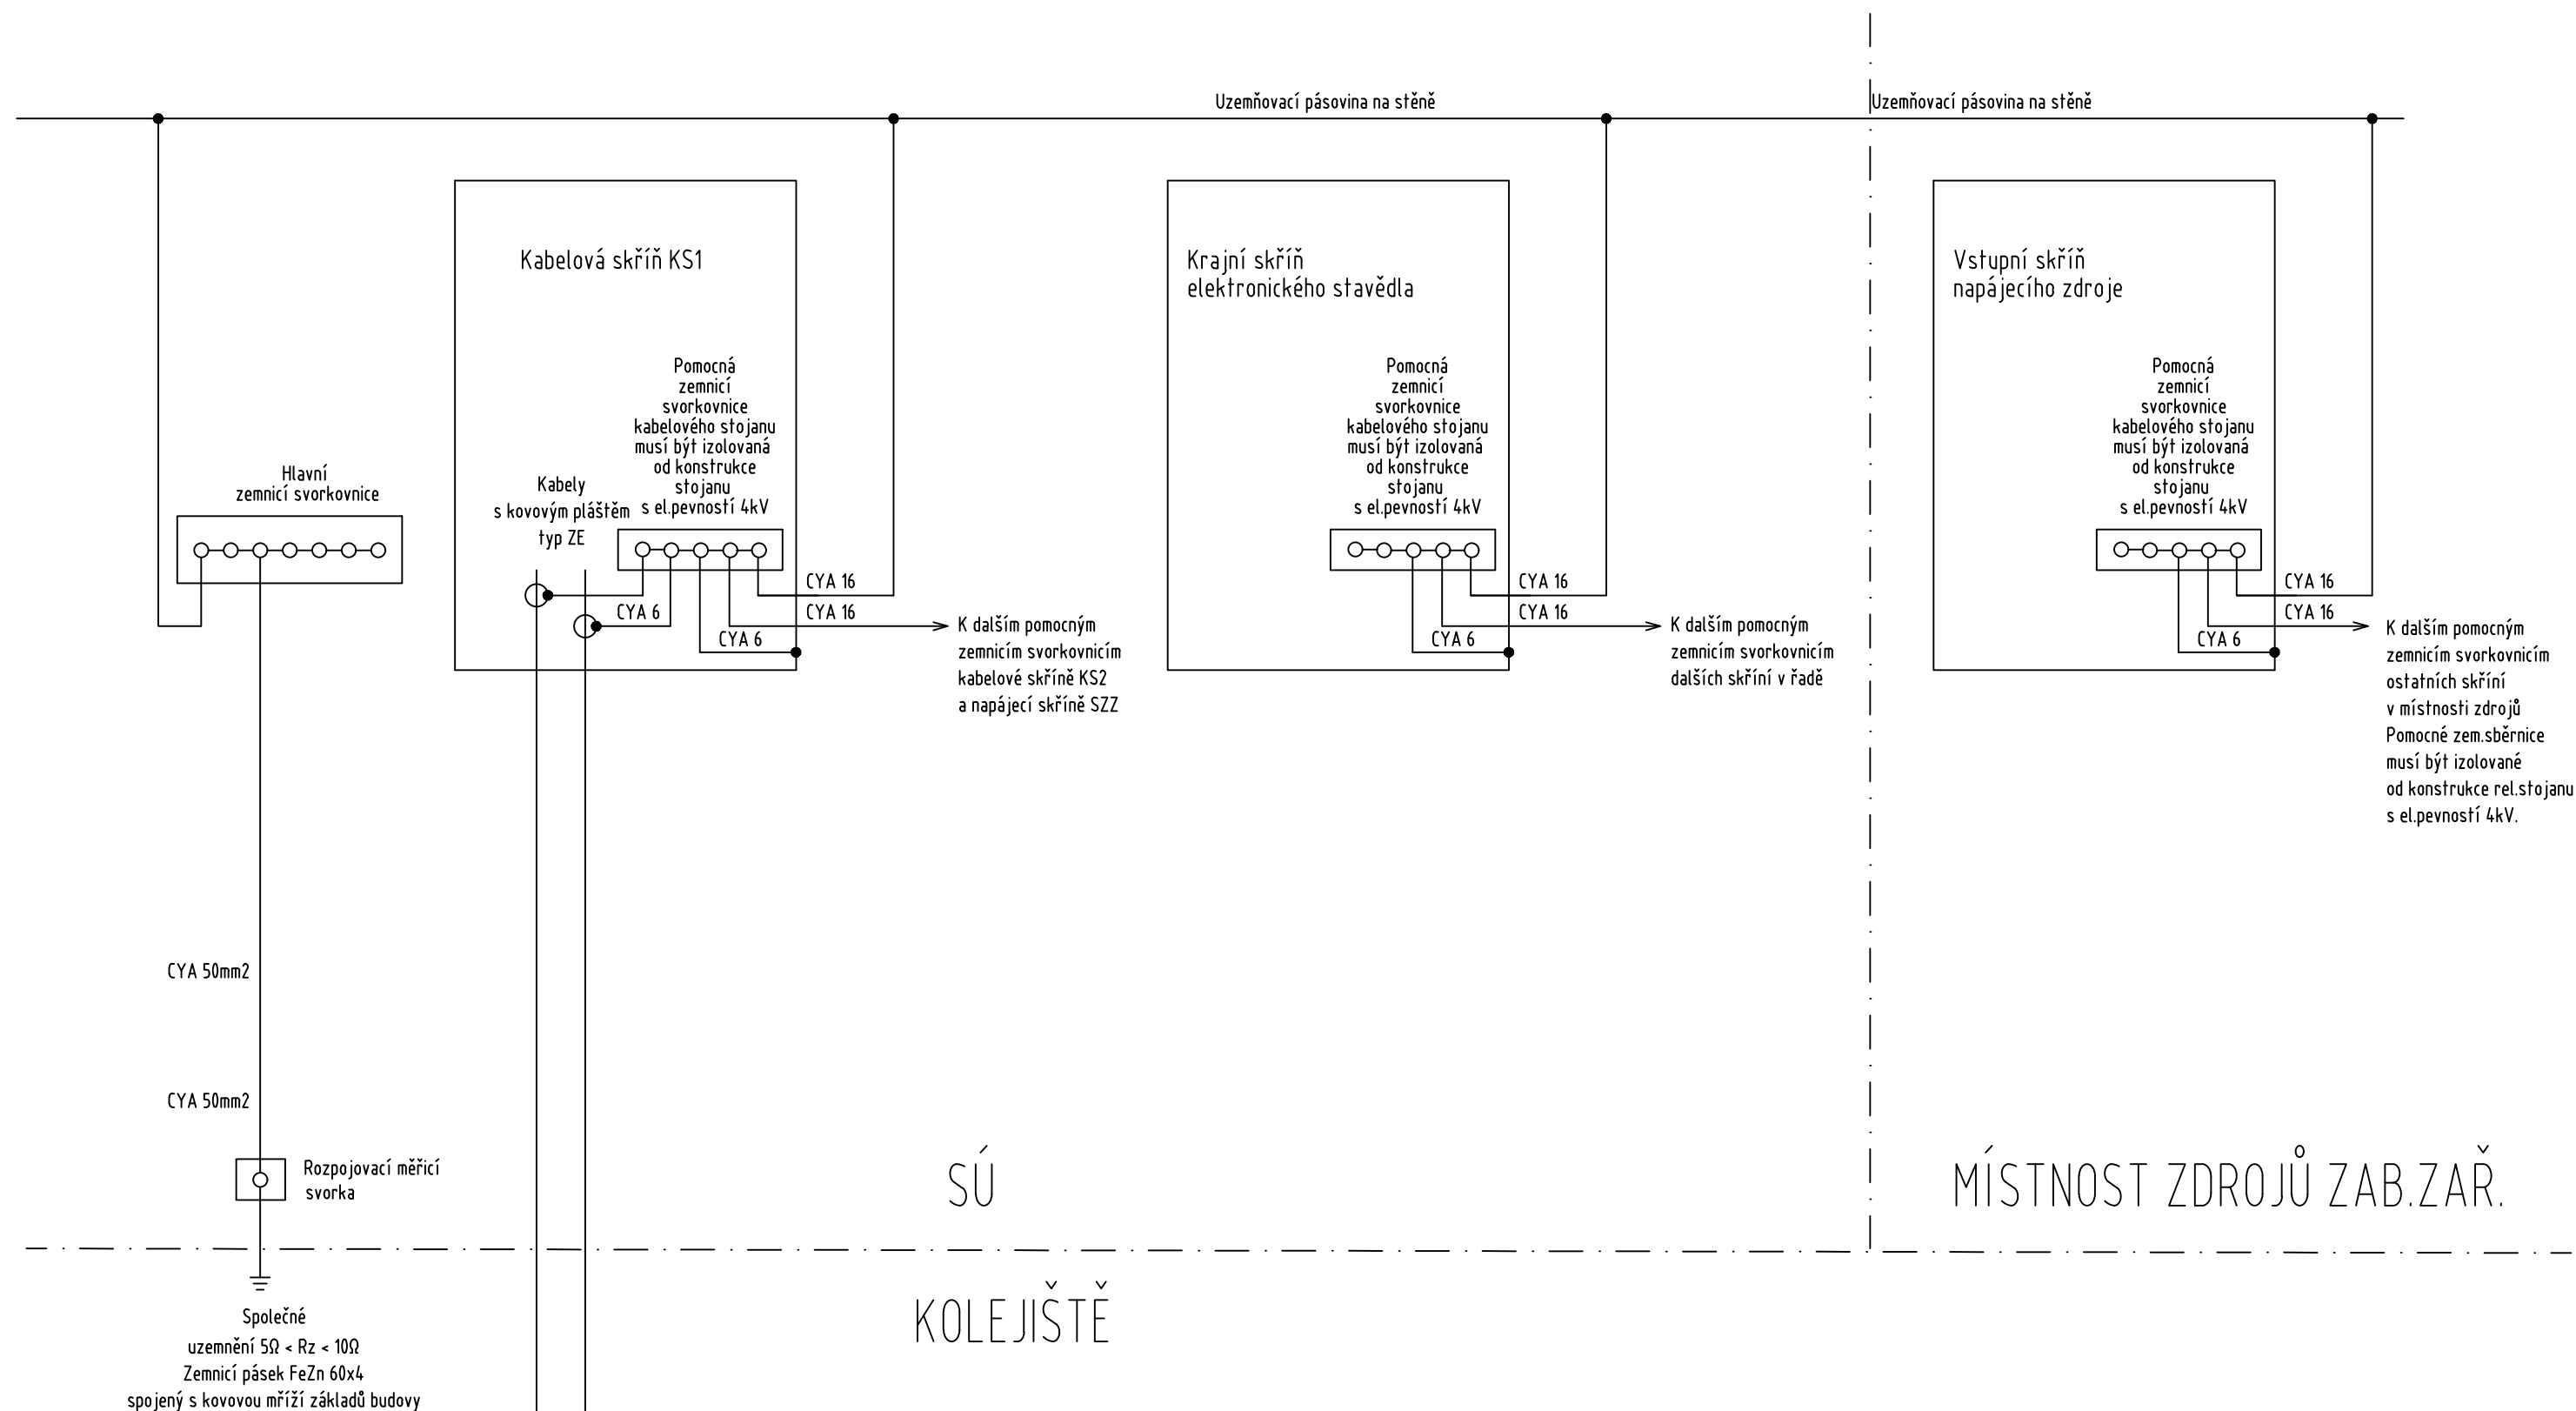 Uzemňovací pásovina na stěně
Uzemňovací pásovina na stěně
Hlavní
zemnicí svorkovnice
Kabelová skříň KS1
Pomocná
zemnicí
svorkovnice
kabelového stojanu
musí být izolovaná
od konstrukce
stojanu
s el.pevností 4kV
Kabely
s kovovým pláštěm
typ ZE
CYA 6
CYA 6
CYA 16
CYA 16
K dalším pomocným
zemnicím svorkovnicím
kabelové skříně KS2
a napájecí skříně SZZ
Krajní skříň
elektronického stavědla
Pomocná
zemnicí
svorkovnice
kabelového stojanu
musí být izolovaná
od konstrukce
stojanu
s el.pevností 4kV
CYA 16
CYA 16
CYA 6
K dalším pomocným
zemnicím svorkovnicím
dalších skříní v řadě
Vstupní skříň
napájecího zdroje
Pomocná
zemnicí
svorkovnice
kabelového stojanu
musí být izolovaná
od konstrukce
stojanu
s el.pevností 4kV
CYA 16
CYA 16
CYA 6
K dalším pomocným
zemnicím svorkovnicím
ostatních skříní
v místnosti zdrojů
Pomocné zem.sběrnice
musí být izolované
od konstrukce rel.stojanu
s el.pevností 4kV.
CYA 50mm2
CYA 50mm2
Rozpojovací měřicí
svorka
SÚ
MÍSTNOST ZDROJŮ ZAB.ZAŘ.
KOLEJIŠTĚ
Společné
uzemnění 5Ω < Rz < 10Ω
Zemnicí pásek FeZn 60x4
spojený s kovovou mříží základů budovy